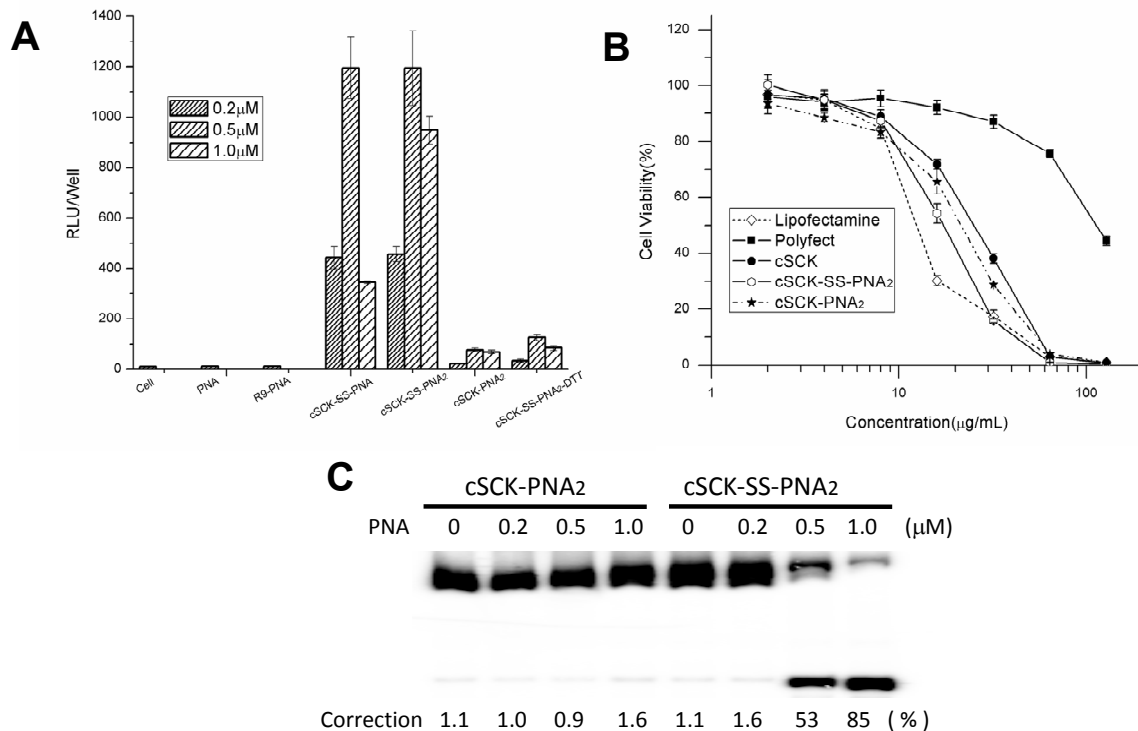 A
1400
1200
1000
800
600
400
200
0
RLU/Well
0.2µM
0.5µM
1.0µM
Cell
PNA
R9-PNA
cSCK-SS-PNA
cSCK-SS-PNA2
cSCK-PNA2
cSCK-SS-PNA2-DTT
B
120
100
80
60
40
20
0
Cell Viability(%)
Lipofectamine
Polyfect
cSCK
cSCK-SS-PNA2
cSCK-PNA2
1 10 100
Concentration(µg/mL)
C
cSCK-PNA2 cSCK-SS-PNA2
PNA 0 0.2 0.5 1.0 0 0.2 0.5 1.0 (µM)
Correction 1.1 1.0 0.9 1.6 1.1 1.6 53 85 (%)